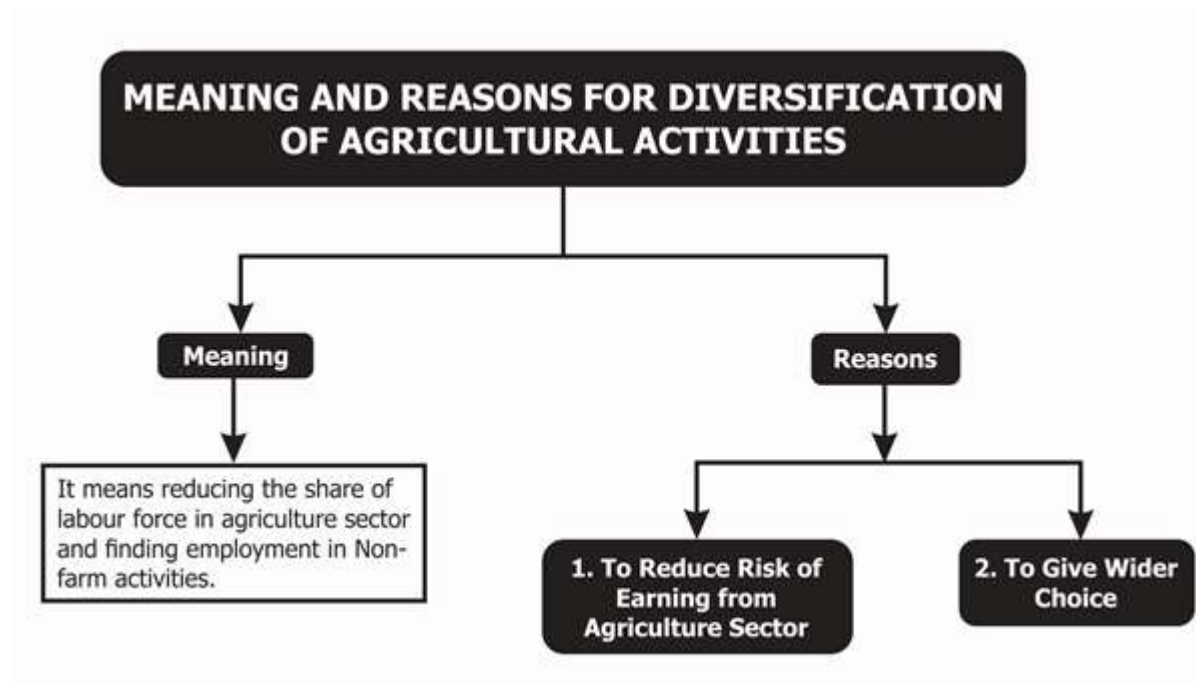 MEANING AND REASONS FOR DIVERSIFICATION
OF AGRICULTURAL ACTIVITIES
Meaning
Reasons
It means reducing the share of
labour force in agriculture sector
and finding employment in Non-
farm activities.
1. To Reduce Risk of
Earning from
Agriculture Sector
2. To Give Wider
Choice